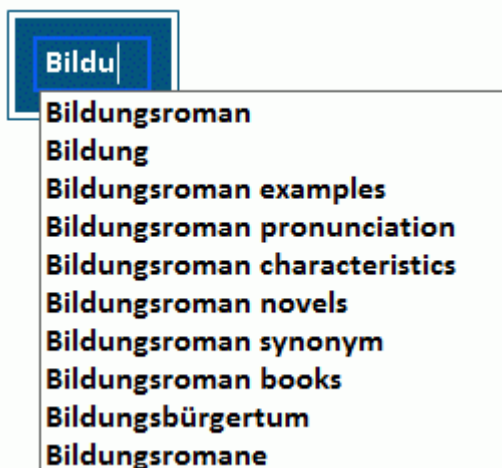 Bildu
Bildungsroman
Bildung
Bildungsroman examples
Bildungsroman pronunciation
Bildungsroman characteristics
Bildungsroman novels
Bildungsroman synonym
Bildungsroman books
Bildungsbürgertum
Bildungsromane